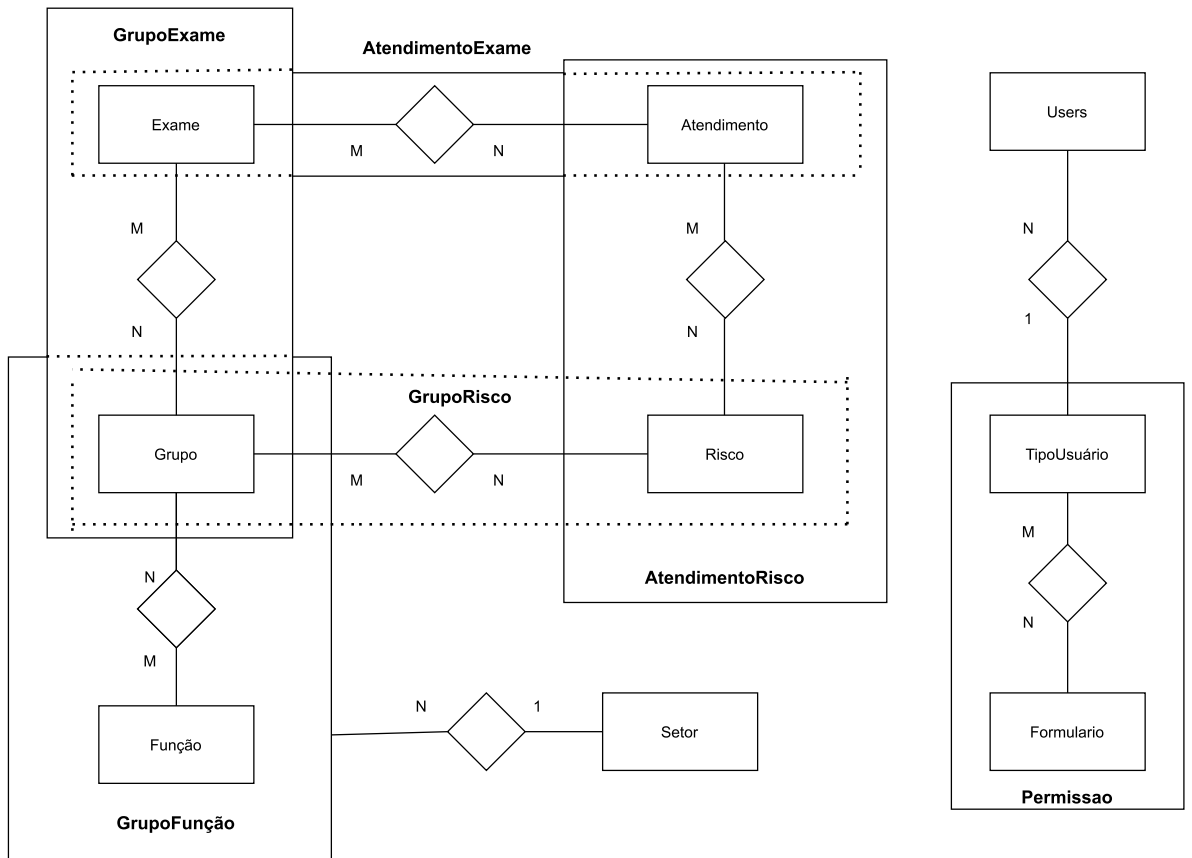 GrupoExame
AtendimentoExame
Exame
M
N
Atendimento
Users
M
N
M
N
N
1
GrupoRisco
Grupo
M
N
Risco
TipoUsuário
M
N
AtendimentoRisco
N
M
Função
N
1
Setor
Formulario
Permissao
GrupoFunção